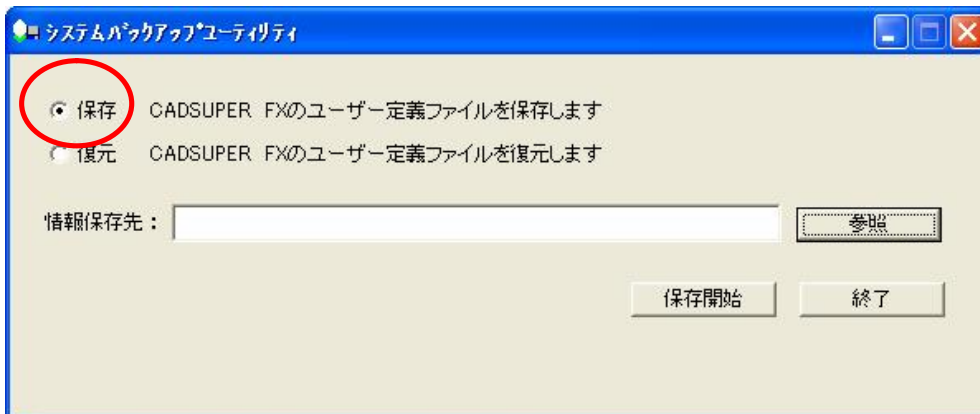 システムバックアップユーティリティ
保存 CADSUPER FXのユーザー定義ファイルを保存します
復元 CADSUPER FXのユーザー定義ファイルを復元します
情報保存先： 参照
保存開始 終了